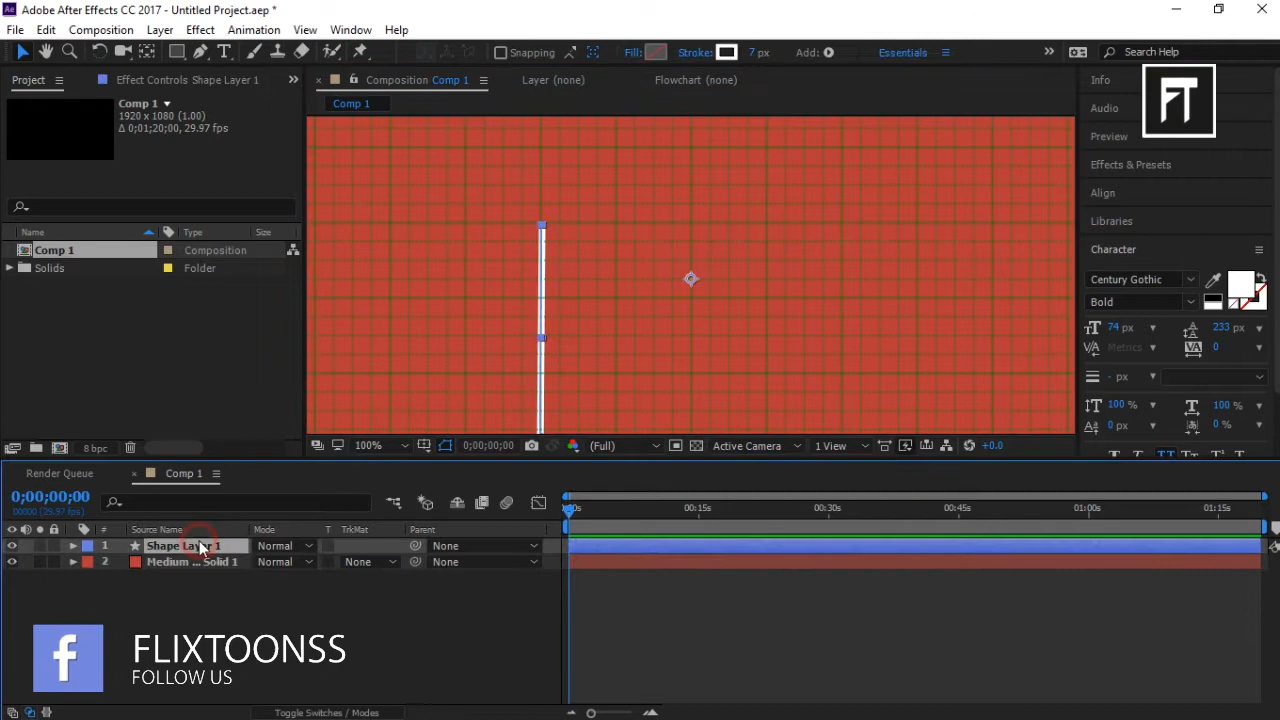 Adobe After Effects CC 2017 - Untitled Project.aep *
File Edit Composition Layer Effect Animation View Window Help
Snapping Fill: Stroke: 7 px Add: Essentials Search Help
Project Effect Controls Shape Layer 1 Composition Comp 1 Layer (none) Flowchart (none) Info
Comp 1
1920 x 1080 (1.00)
Δ 0;01;20;00, 29.97 fps
Comp 1
FT
Audio
Preview
Effects & Presets
Align
Libraries
Character
Name Type Size
Comp 1 Composition
Solids Folder
Century Gothic
Bold
74 px 233 px
Metrics 0
- px
100 % 100 %
0 px 0 %
8 bpc
100% 0;00;00;00 (Full) Active Camera 1 View +0.0
Render Queue Comp 1
0;00;00;00
00000 (29.97 fps)
00:15s 00:30s 00:45s 01:00s 01:15s
# Source Name Mode T TrkMat Parent
1 Shape Layer 1 Normal None
2 Medium ... Solid 1 Normal None None
f
FLIXTOONSS
FOLLOW US
Toggle Switches / Modes